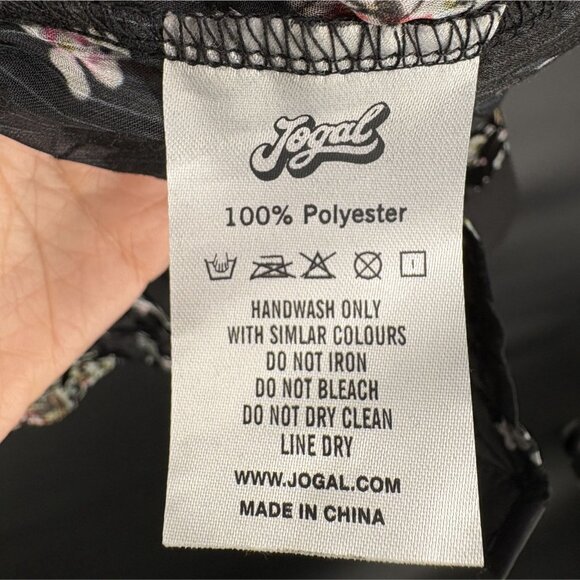 Jogal
100% Polyester
HANDWASH ONLY
WITH SIMLAR COLOURS
DO NOT IRON
DO NOT BLEACH
DO NOT DRY CLEAN
LINE DRY
WWW.JOGAL.COM
MADE IN CHINA